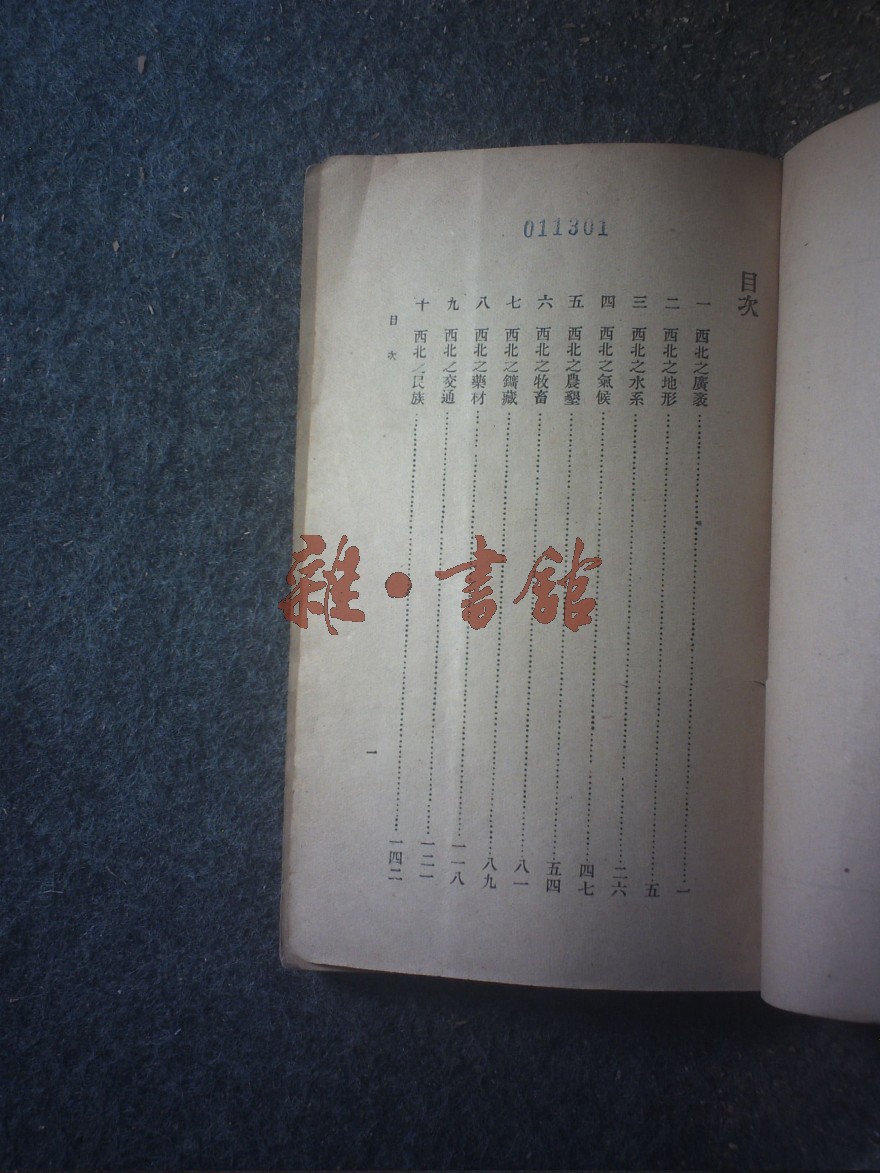 011301
目次
一 西北之廣袤……一
二 西北之地形……五
三 西北之水系……二六
四 西北之氣候……四七
五 西北之農墾……五四
六 西北之牧畜……八一
七 西北之鑛藏……八九
八 西北之藥材……一一八
九 西北之交通……一二一
十 西北之民族……一四二
目次
一
雜·書館